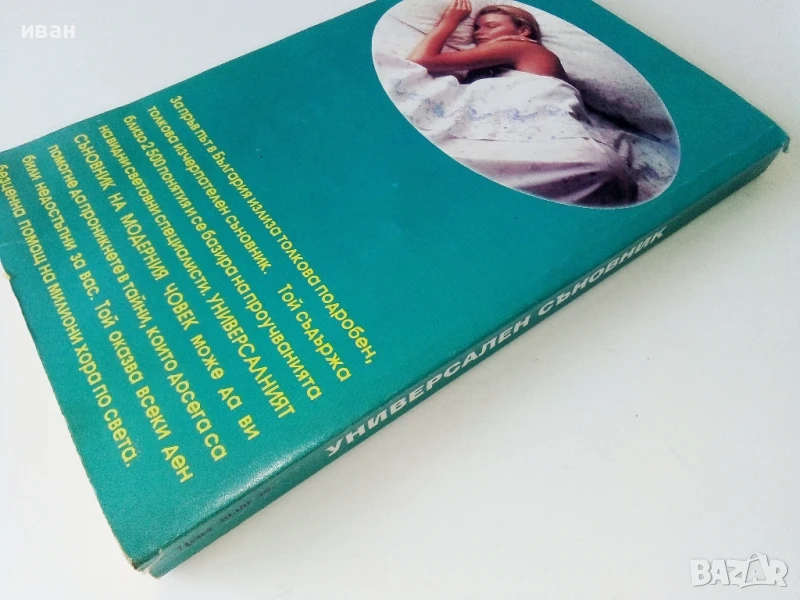 иван
За пръв път в България излиза толкова подробен,
толкова изчерпателен съновник. Той съдържа
близо 2 500 понятия и се базира на проучванията
на видни световни специалисти. УНИВЕРСАЛНИЯТ
СЪНОВНИК НА МОДЕРНИЯ ЧОВЕК може да ви
помогне да проникнете в тайни, които досега са
били недостъпни за вас. Той оказва всеки ден
безценна помощ на милиони хора по света.
УНИВЕРСАЛЕН СЪНОВНИК
BAZAR